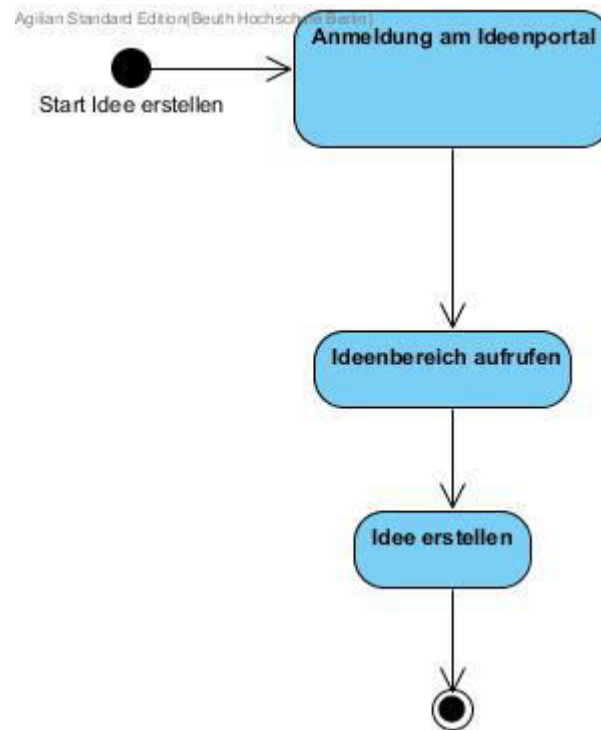 Agilian Standard Edition(Beuth Hochschule Berlin)
Anmeldung am Ideenportal
Start Idee erstellen
Ideenbereich aufrufen
Idee erstellen